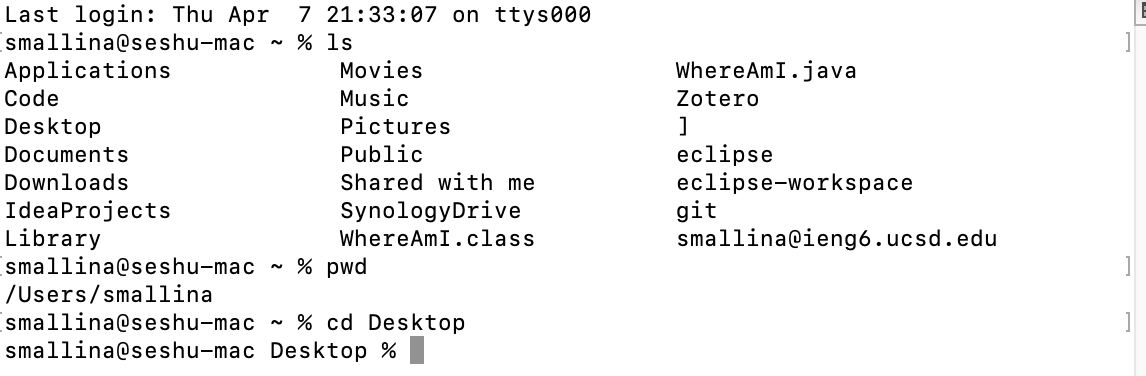 Last login: Thu Apr  7 21:33:07 on ttys000
[smallina@seshu-mac ~ % ls ]
Applications Movies WhereAmI.java
Code Music Zotero
Desktop Pictures ]
Documents Public eclipse
Downloads Shared with me eclipse-workspace
IdeaProjects SynologyDrive git
Library WhereAmI.class smallina@ieng6.ucsd.edu
[smallina@seshu-mac ~ % pwd ]
/Users/smallina
[smallina@seshu-mac ~ % cd Desktop ]
smallina@seshu-mac Desktop %